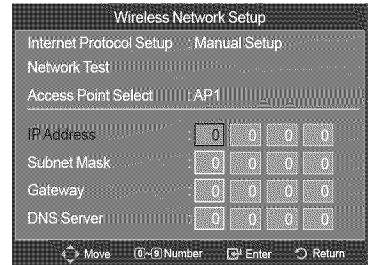 Wireless Network Setup
Internet Protocol Setup : Manual Setup
Network Test
Access Point Select : AP1
IP Address : 0 0 0 0
Subnet Mask : 0 0 0 0
Gateway : 0 0 0 0
DNS Server : 0 0 0 0
Move 0~9 Number Enter Return